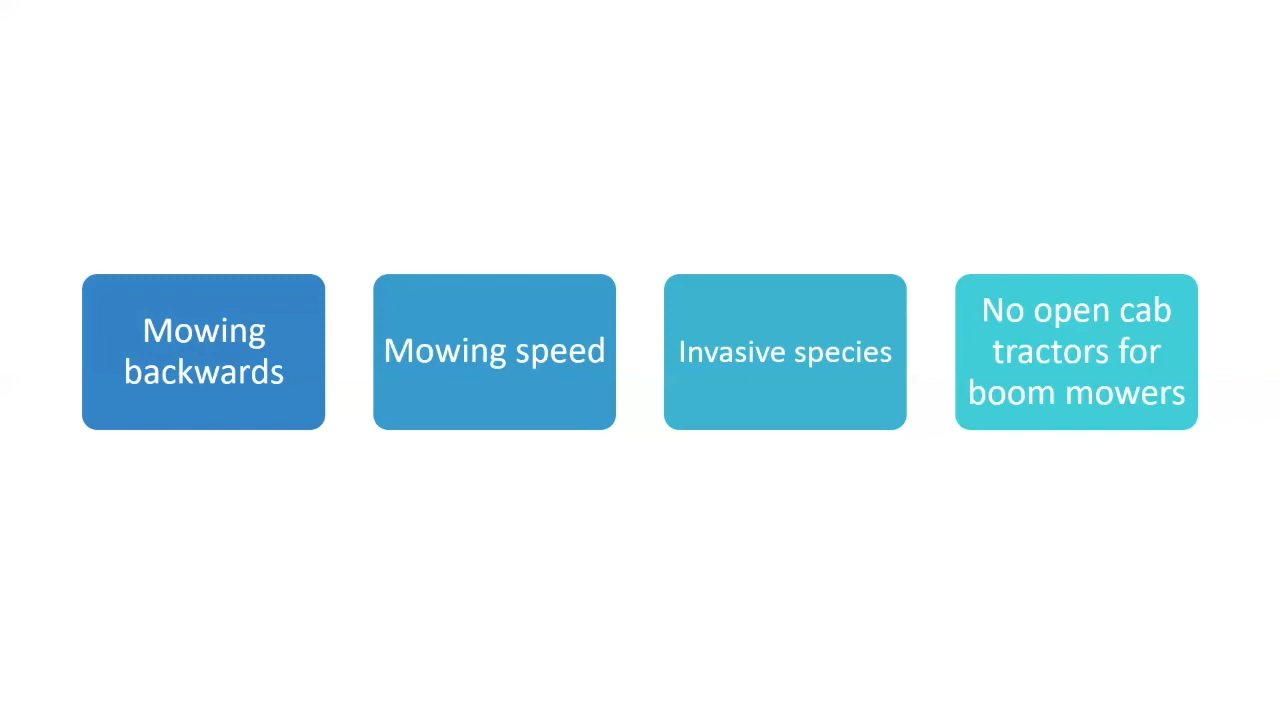 Mowing
backwards
Mowing speed
Invasive species
No open cab
tractors for
boom mowers